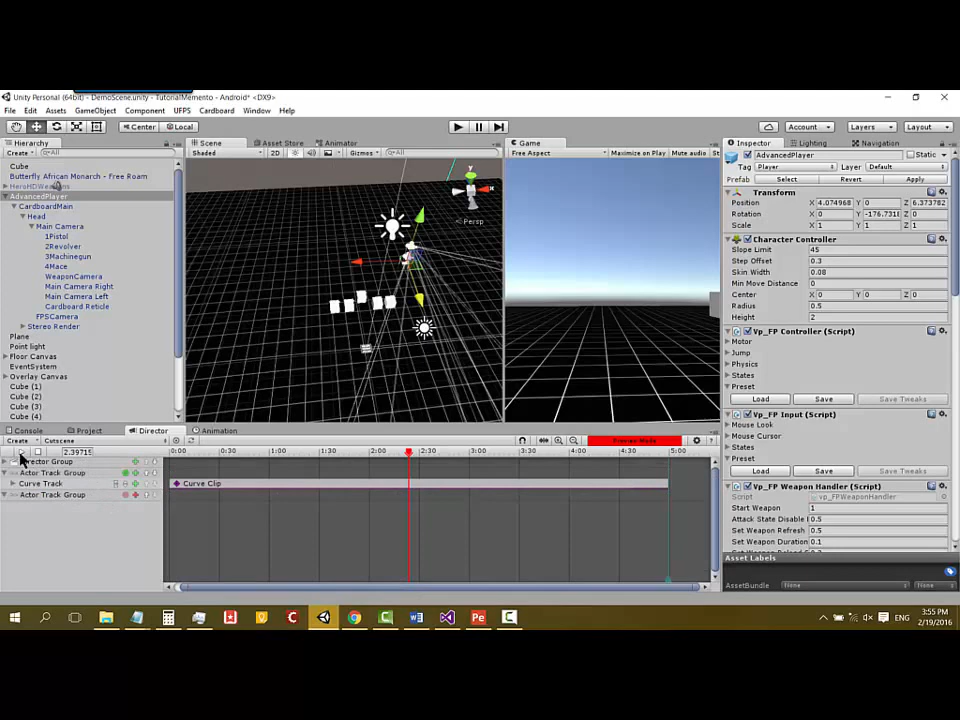 Unity Personal (64bit) - DemoScene.unity - TutorialMemento - Android* <DX9>
File Edit Assets GameObject Component UFPS Cardboard Window Help
Center Local Account Layers Layout
Hierarchy Scene Asset Store Animator Game Inspector Lighting Navigation
Create All Shaded 2D Gizmos All Free Aspect Maximize on Play Mute audio
AdvancedPlayer Static
Tag Player Layer Default
Prefab Select Revert Apply
Cube
Butterfly African Monarch - Free Roam
AdvancedPlayer
CardboardMain
Head
Main Camera
1Pistol
2Revolver
3Machinegun
4Mace
WeaponCamera
Main Camera Right
Main Camera Left
Cardboard Reticle
FPSCamera
Stereo Render
Plane
Point light
Floor Canvas
EventSystem
Overlay Canvas
Cube (1)
Cube (2)
Cube (3)
Cube (4)
y
x
Persp
Transform
Position X 4.074968 Y 0 Z 6.373782
Rotation X 0 Y -176.7318 Z 0
Scale X 1 Y 1 Z 1
Character Controller
Slope Limit 45
Step Offset 0.3
Skin Width 0.08
Min Move Distance 0
Center X 0 Y 0 Z 0
Radius 0.5
Height 2
Vp_FP Controller (Script)
Motor
Jump
Physics
States
Preset
Load Save Save Tweaks
Vp_FP Input (Script)
Mouse Look
Mouse Cursor
States
Preset
Load Save Save Tweaks
Vp_FP Weapon Handler (Script)
Script vp_FPWeaponHandler
Start Weapon 1
Attack State Disable 0.5
Set Weapon Refresh 0.5
Set Weapon Duration 0.1
Asset Labels
AssetBundle None None
Console Project Director Animation
Create Cutscene
2.39715 0:00 0:30 1:00 1:30 2:00 2:30 3:00 3:30 4:00 4:30 5:00
Director Group
Actor Track Group
Curve Track Curve Clip
Actor Track Group
ENG
3:55 PM
2/19/2016